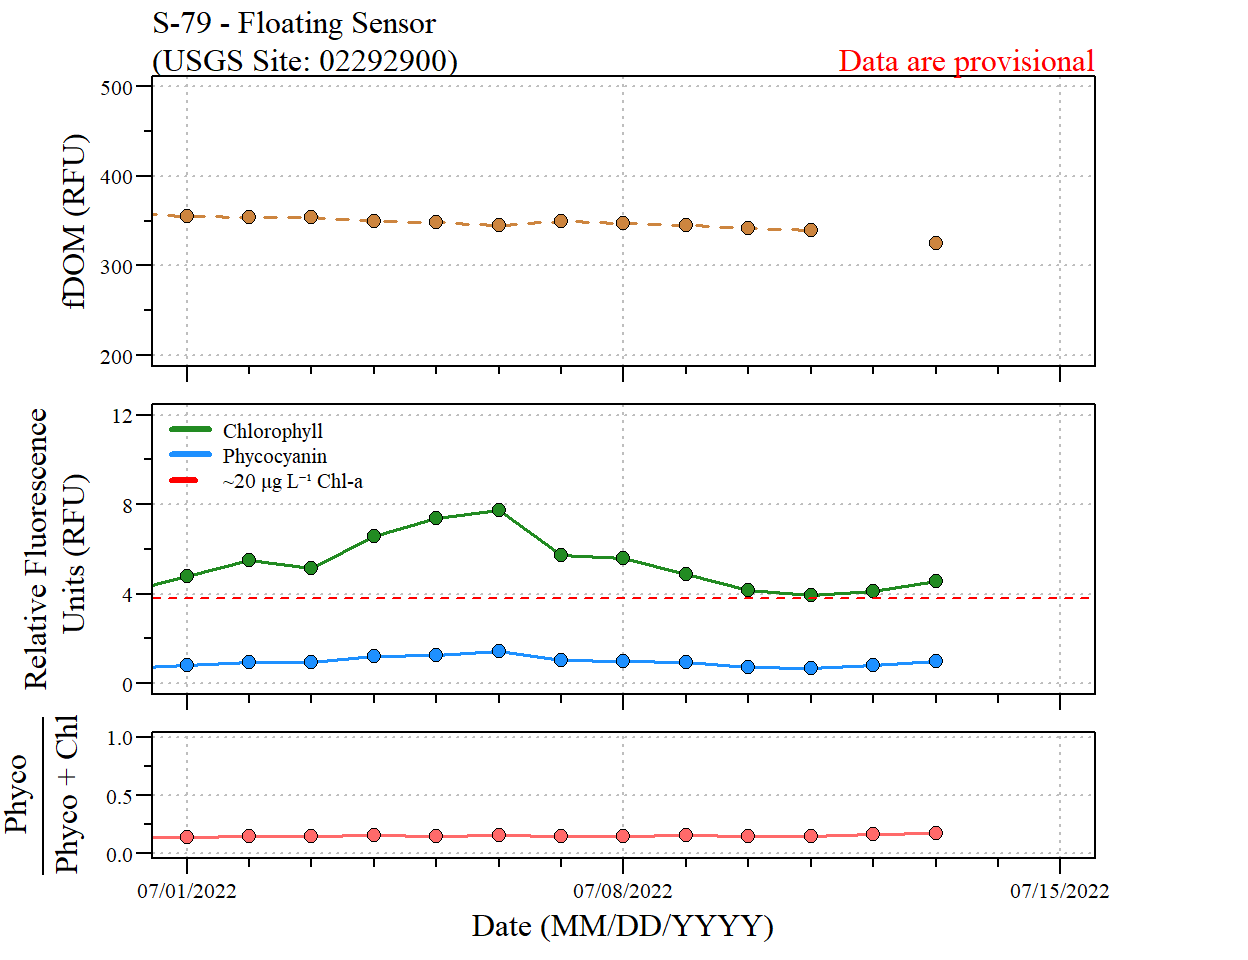 S-79 - Floating Sensor
(USGS Site: 02292900)
Data are provisional
fDOM (RFU)
500
400
300
200
Relative Fluorescence
Units (RFU)
12
8
4
0
Chlorophyll
Phycocyanin
~20 µg L⁻¹ Chl-a
Phyco
Phyco + Chl
1.0
0.5
0.0
07/01/2022
07/08/2022
07/15/2022
Date (MM/DD/YYYY)